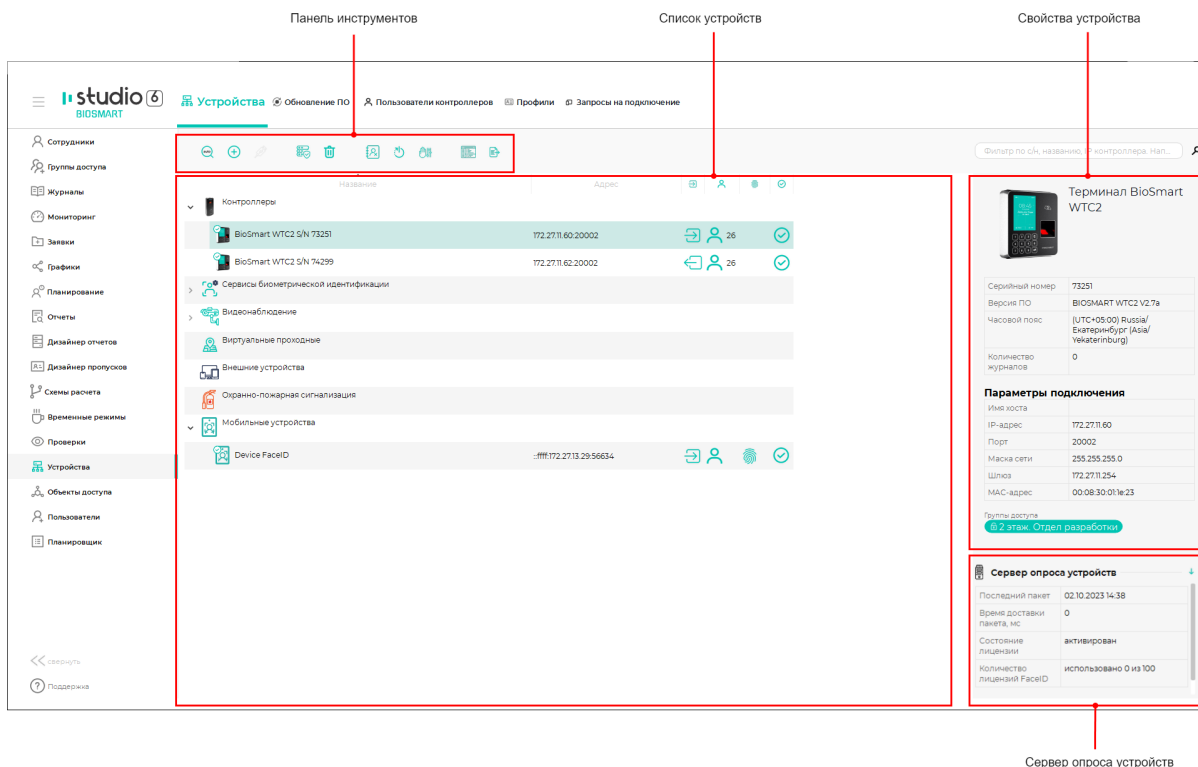 Панель инструментов
Список устройств
Свойства устройства
studio 6
BIOSMART
Устройства
Обновление ПО
Пользователи контроллеров
Профили
Запросы на подключение
Сотрудники
Группы доступа
Журналы
Мониторинг
Заявки
Графики
Планирование
Отчеты
Дизайнер отчетов
Дизайнер пропусков
Схемы расчета
Временные режимы
Проверки
Устройства
Объекты доступа
Пользователи
Планировщик
свернуть
Поддержка
Фильтр по с/н, названию, IP контроллера. Нап...
Название
Адрес
Контроллеры
BioSmart WTC2 S/N 73251
172.27.11.60:20002
26
BioSmart WTC2 S/N 74299
172.27.11.62:20002
26
Сервисы биометрической идентификации
Видеонаблюдение
Виртуальные проходные
Внешние устройства
Охранно-пожарная сигнализация
Мобильные устройства
Device FaceID
::ffff:172.27.13.29:56634
Терминал BioSmart
WTC2
Серийный номер
73251
Версия ПО
BIOSMART WTC2 V2.7a
Часовой пояс
(UTC+05:00) Russia/
Екатеринбург (Asia/
Yekaterinburg)
Количество
журналов
0
Параметры подключения
Имя хоста
IP-адрес
172.27.11.60
Порт
20002
Маска сети
255.255.255.0
Шлюз
172.27.11.254
MAC-адрес
00:08:30:01:1e:23
Группы доступа
2 этаж. Отдел разработки
Сервер опроса устройств
Последний пакет
02.10.2023 14:38
Время доставки
пакета, мс
0
Состояние
лицензии
активирован
Количество
лицензий FaceID
использовано 0 из 100
Сервер опроса устройств